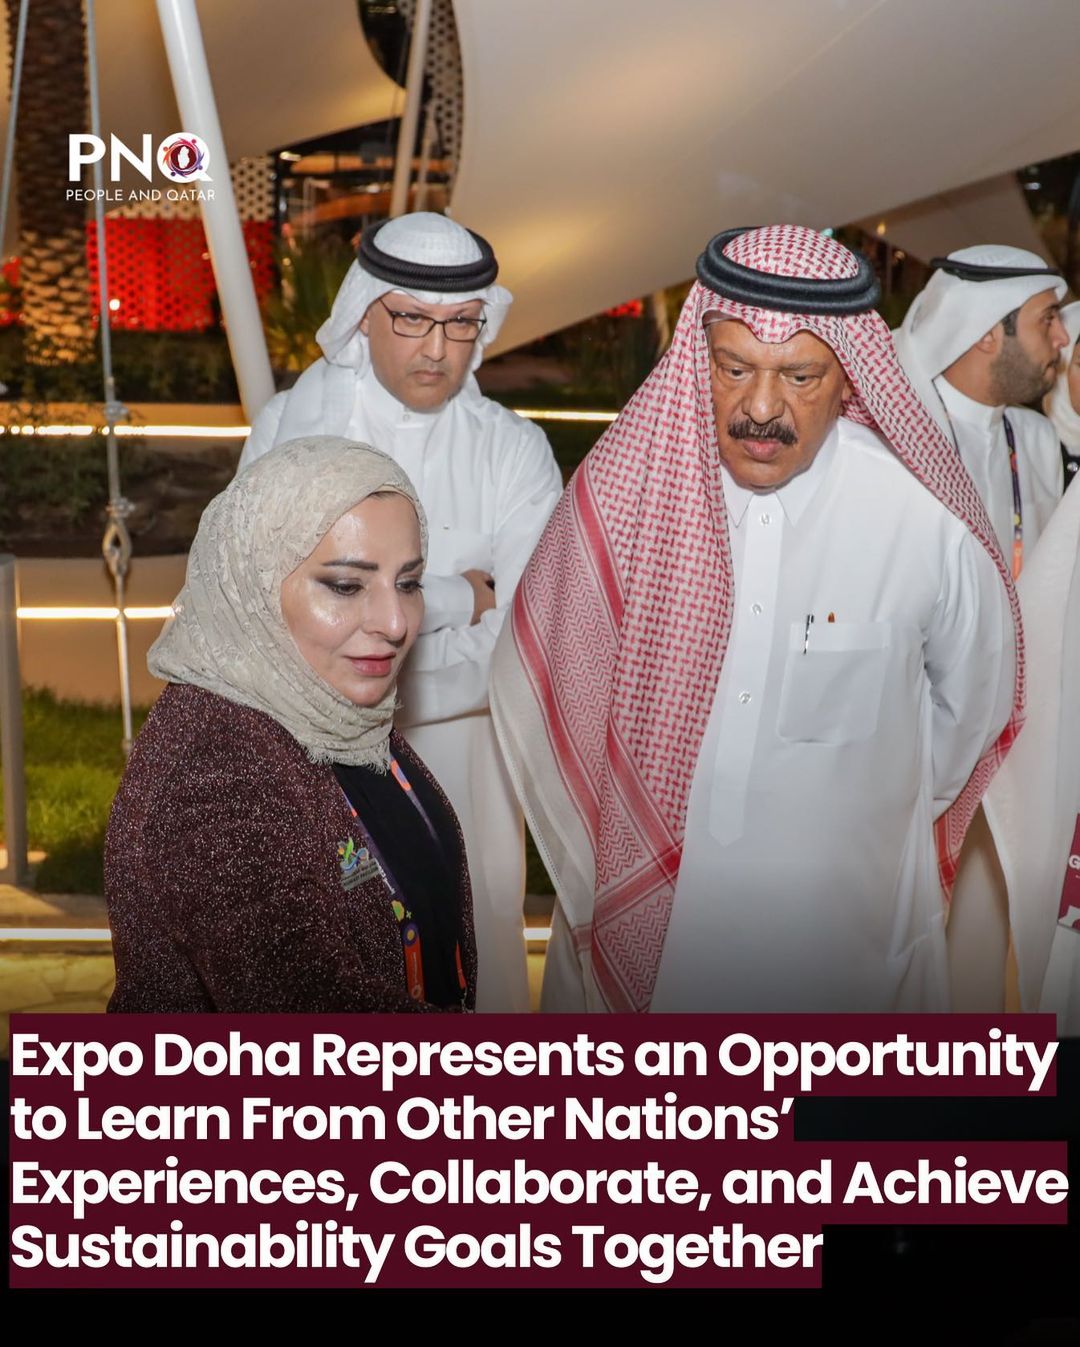 PNQ
PEOPLE AND QATAR
Expo Doha Represents an Opportunity
to Learn From Other Nations’
Experiences, Collaborate, and Achieve
Sustainability Goals Together